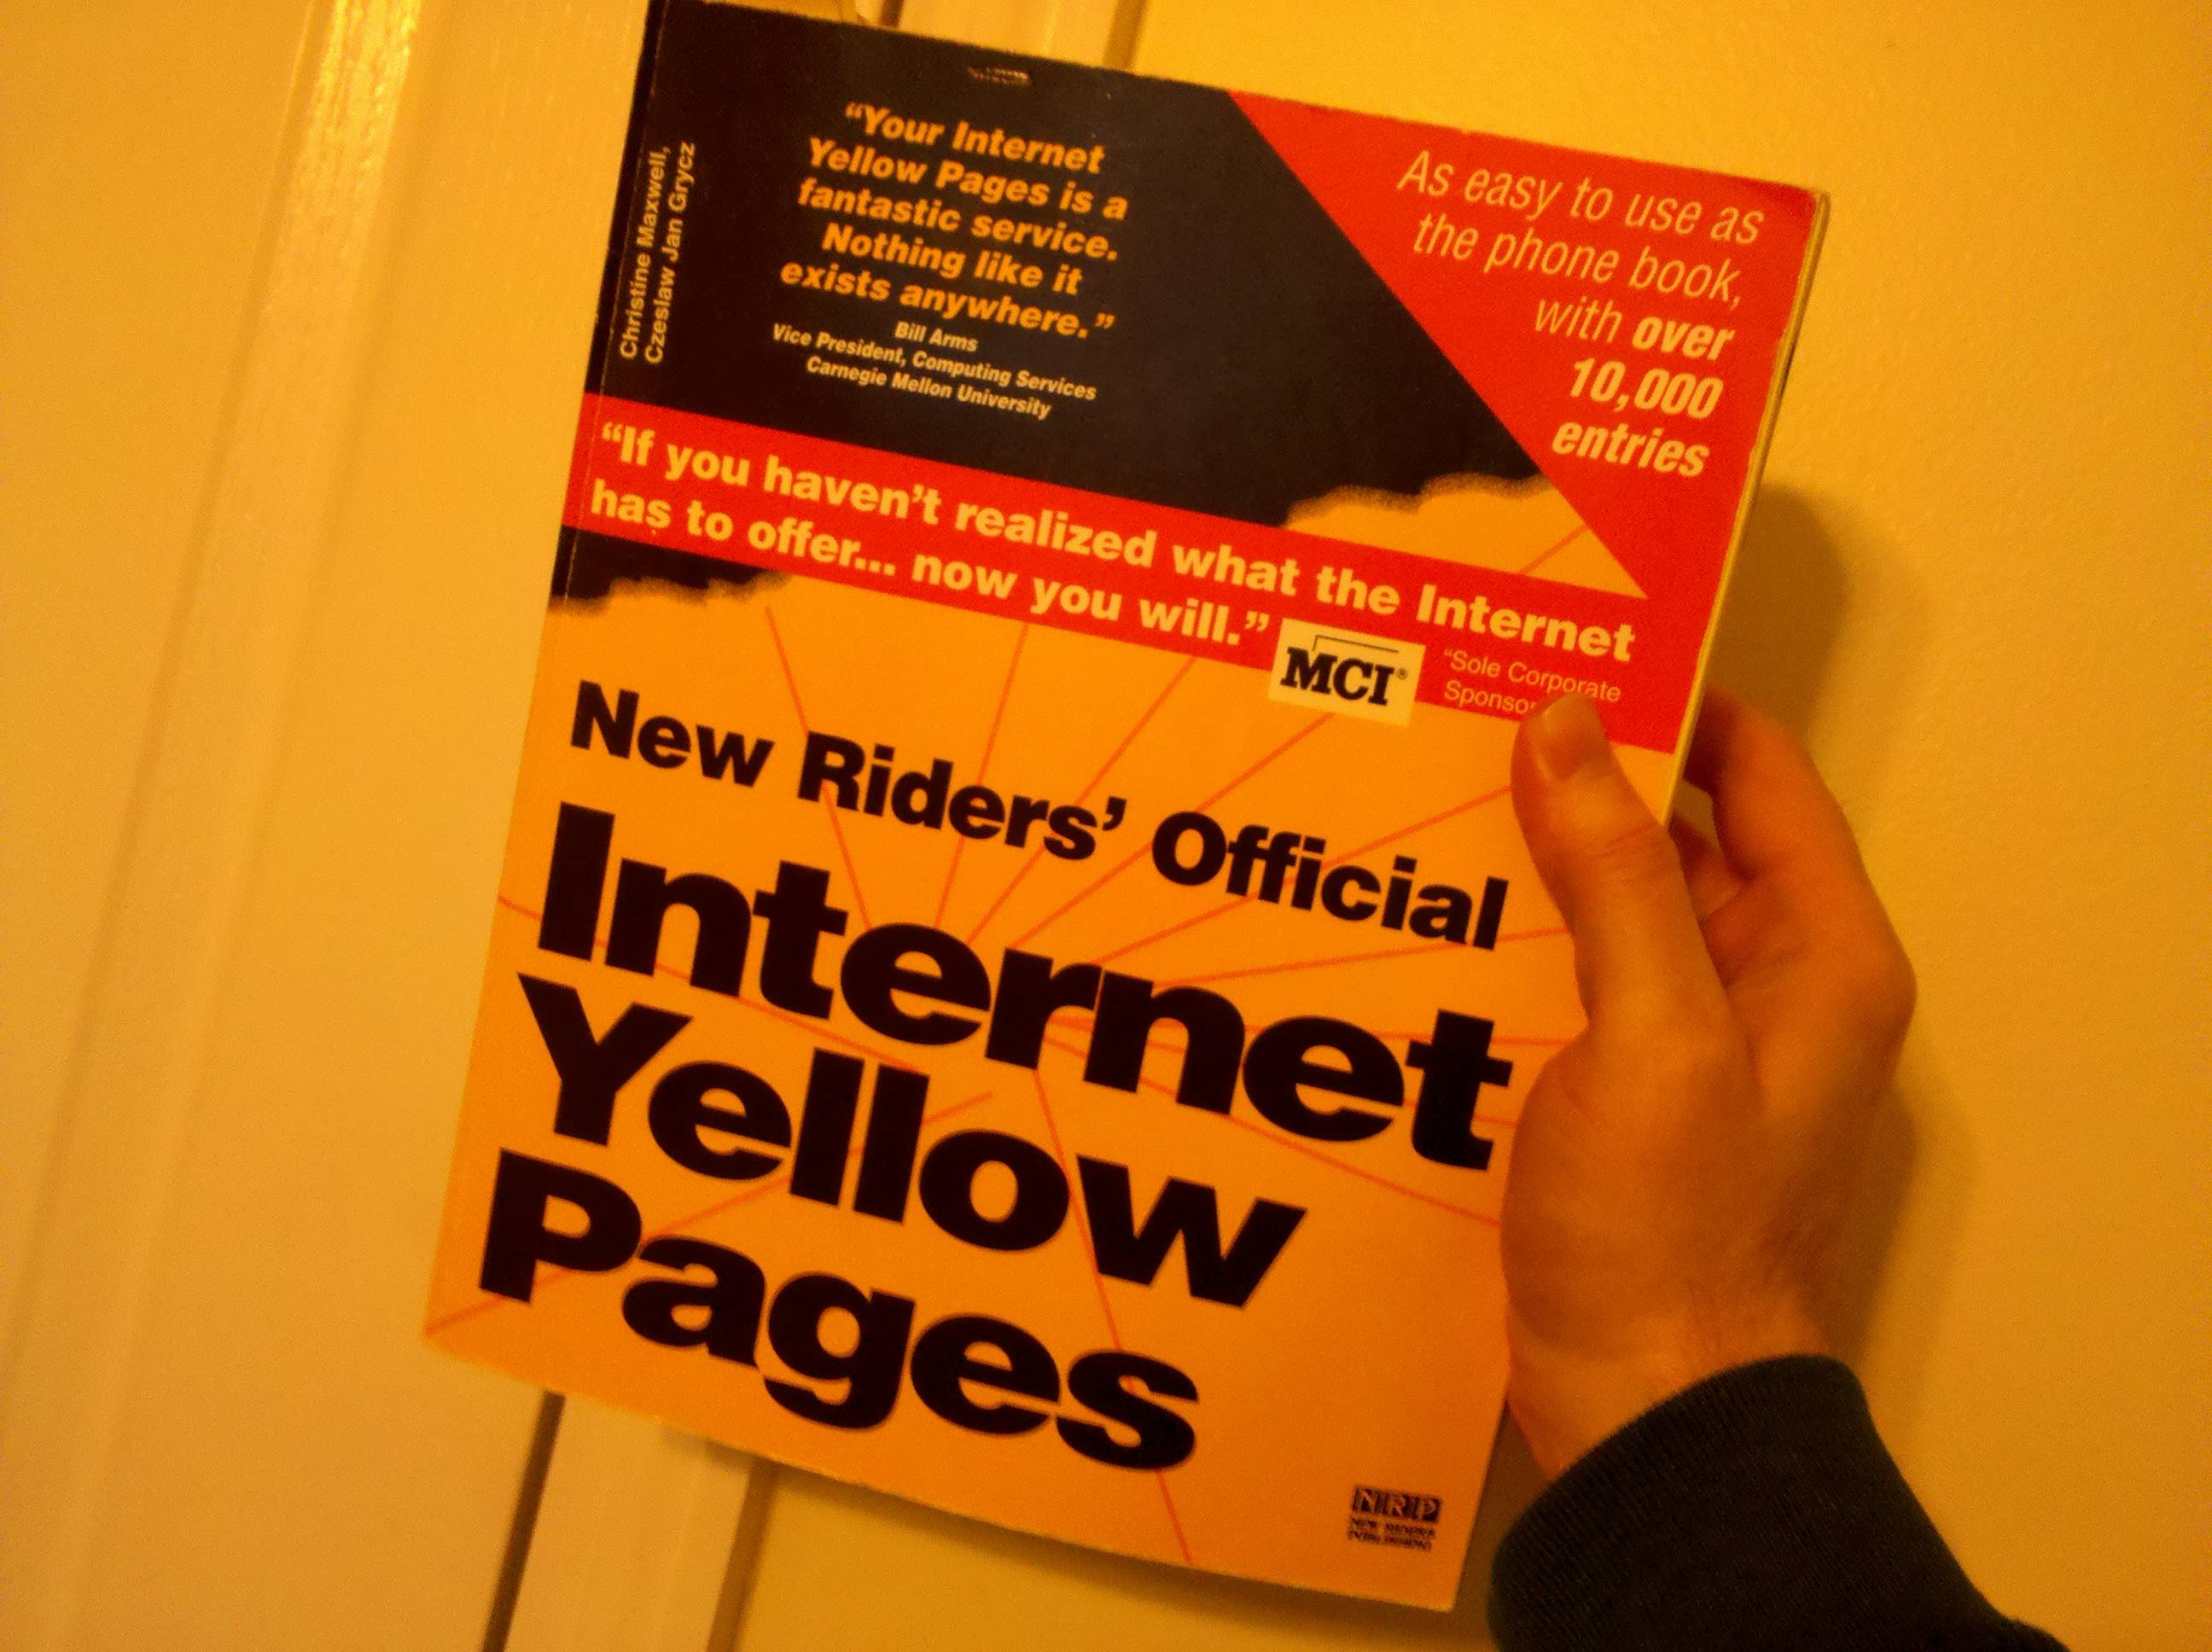 Christine Maxwell,
Czeslaw Jan Grycz
“Your Internet
Yellow Pages is a
fantastic service.
Nothing like it
exists anywhere.”
Bill Arms
Vice President, Computing Services
Carnegie Mellon University
As easy to use as
the phone book,
with over
10,000
entries
“If you haven’t realized what the Internet
has to offer... now you will.”
MCI®
“Sole Corporate
New Riders’ Official
Internet
Yellow
Pages
NRP